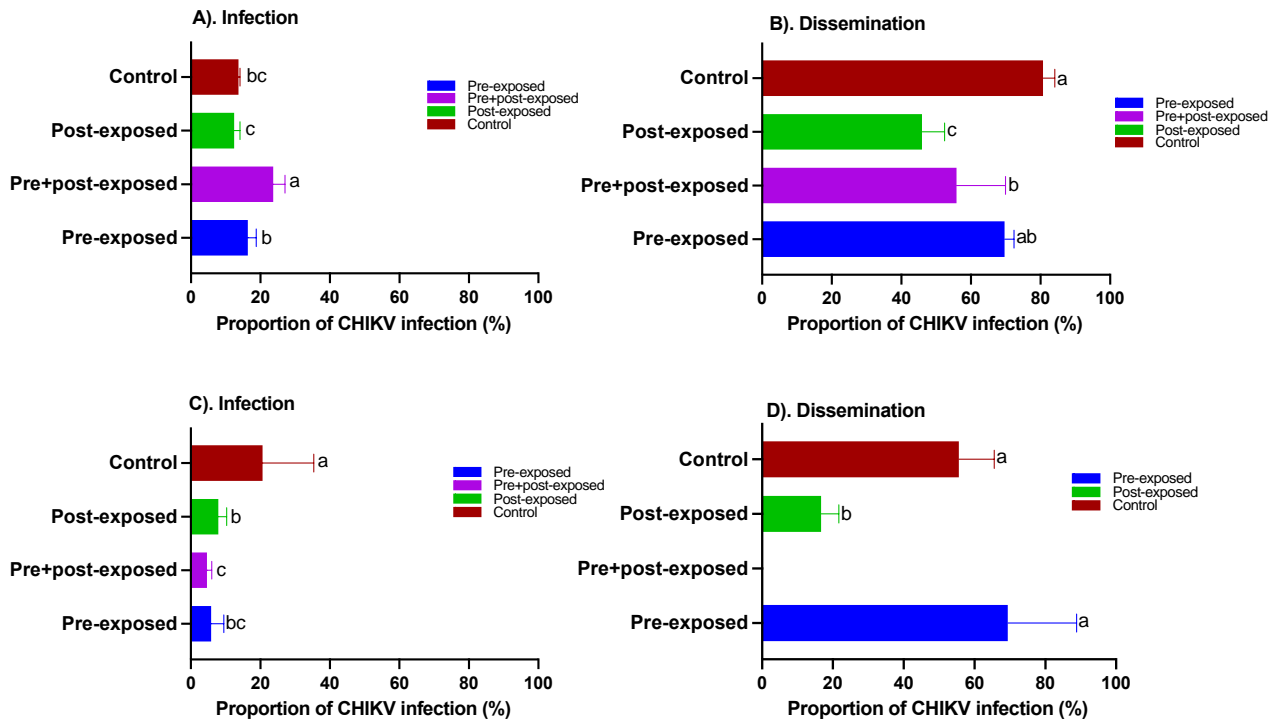 A). Infection
Control
Post-exposed
Pre+post-exposed
Pre-exposed
bc
c
a
b
Pre-exposed
Pre+post-exposed
Post-exposed
Control
0 20 40 60 80 100
Proportion of CHIKV infection (%)
B). Dissemination
Control
Post-exposed
Pre+post-exposed
Pre-exposed
a
c
b
ab
Pre-exposed
Pre+post-exposed
Post-exposed
Control
0 20 40 60 80 100
Proportion of CHIKV infection (%)
C). Infection
Control
Post-exposed
Pre+post-exposed
Pre-exposed
a
b
c
bc
Pre-exposed
Pre+post-exposed
Post-exposed
Control
0 20 40 60 80 100
Proportion of CHIKV infection (%)
D). Dissemination
Control
Post-exposed
Pre+post-exposed
Pre-exposed
a
b
a
Pre-exposed
Post-exposed
Control
0 20 40 60 80 100
Proportion of CHIKV infection (%)